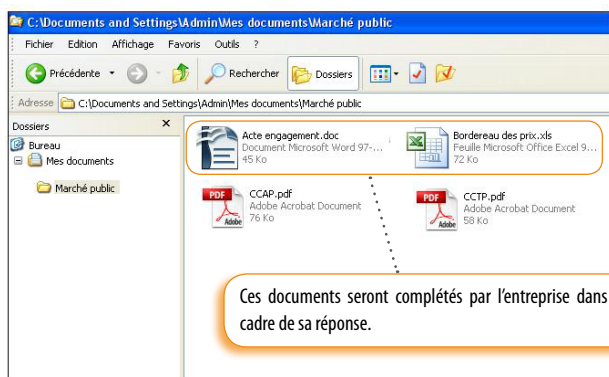 C:\Documents and Settings\Admin\Mes documents\Marché public
Fichier Edition Affichage Favoris Outils ?
Précédente Rechercher Dossiers
Adresse C:\Documents and Settings\Admin\Mes documents\Marché public
Dossiers ×
Bureau
Mes documents
Marché public
Acte engagement.doc
Document Microsoft Word 97-...
45 Ko
Bordereau des prix.xls
Feuille Microsoft Office Excel 9...
72 Ko
PDF
Adobe
CCAP.pdf
Adobe Acrobat Document
76 Ko
PDF
Adobe
CCTP.pdf
Adobe Acrobat Document
58 Ko
Ces documents seront complétés par l'entreprise dans
cadre de sa réponse.